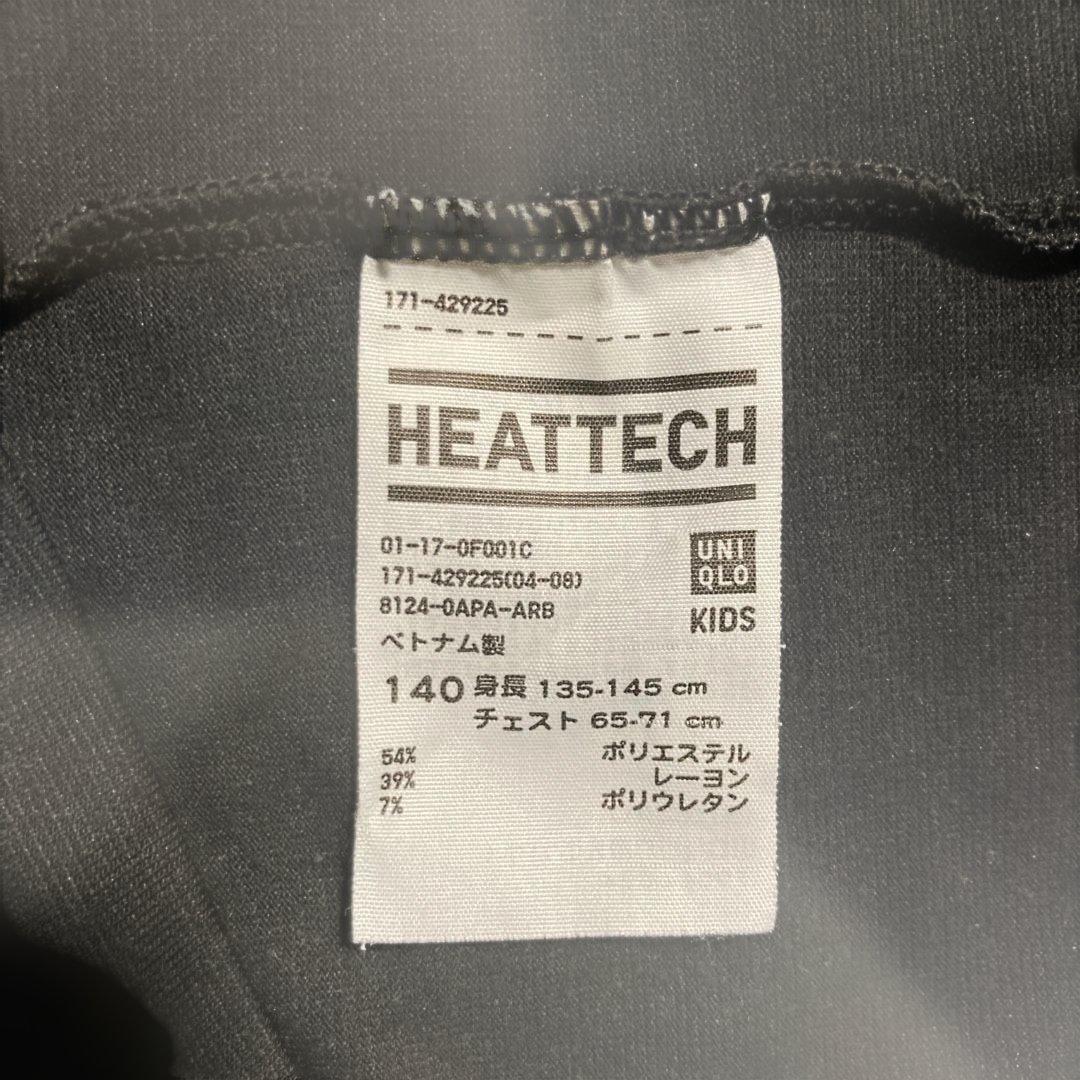 171-429225
HEATTECH
01-17-0F001C
171-429225(04-08)
8124-0APA-ARB
ベトナム製
UNI
QLO
KIDS
140 身長 135-145 cm
チェスト 65-71 cm
54% ポリエステル
39% レーヨン
7% ポリウレタン